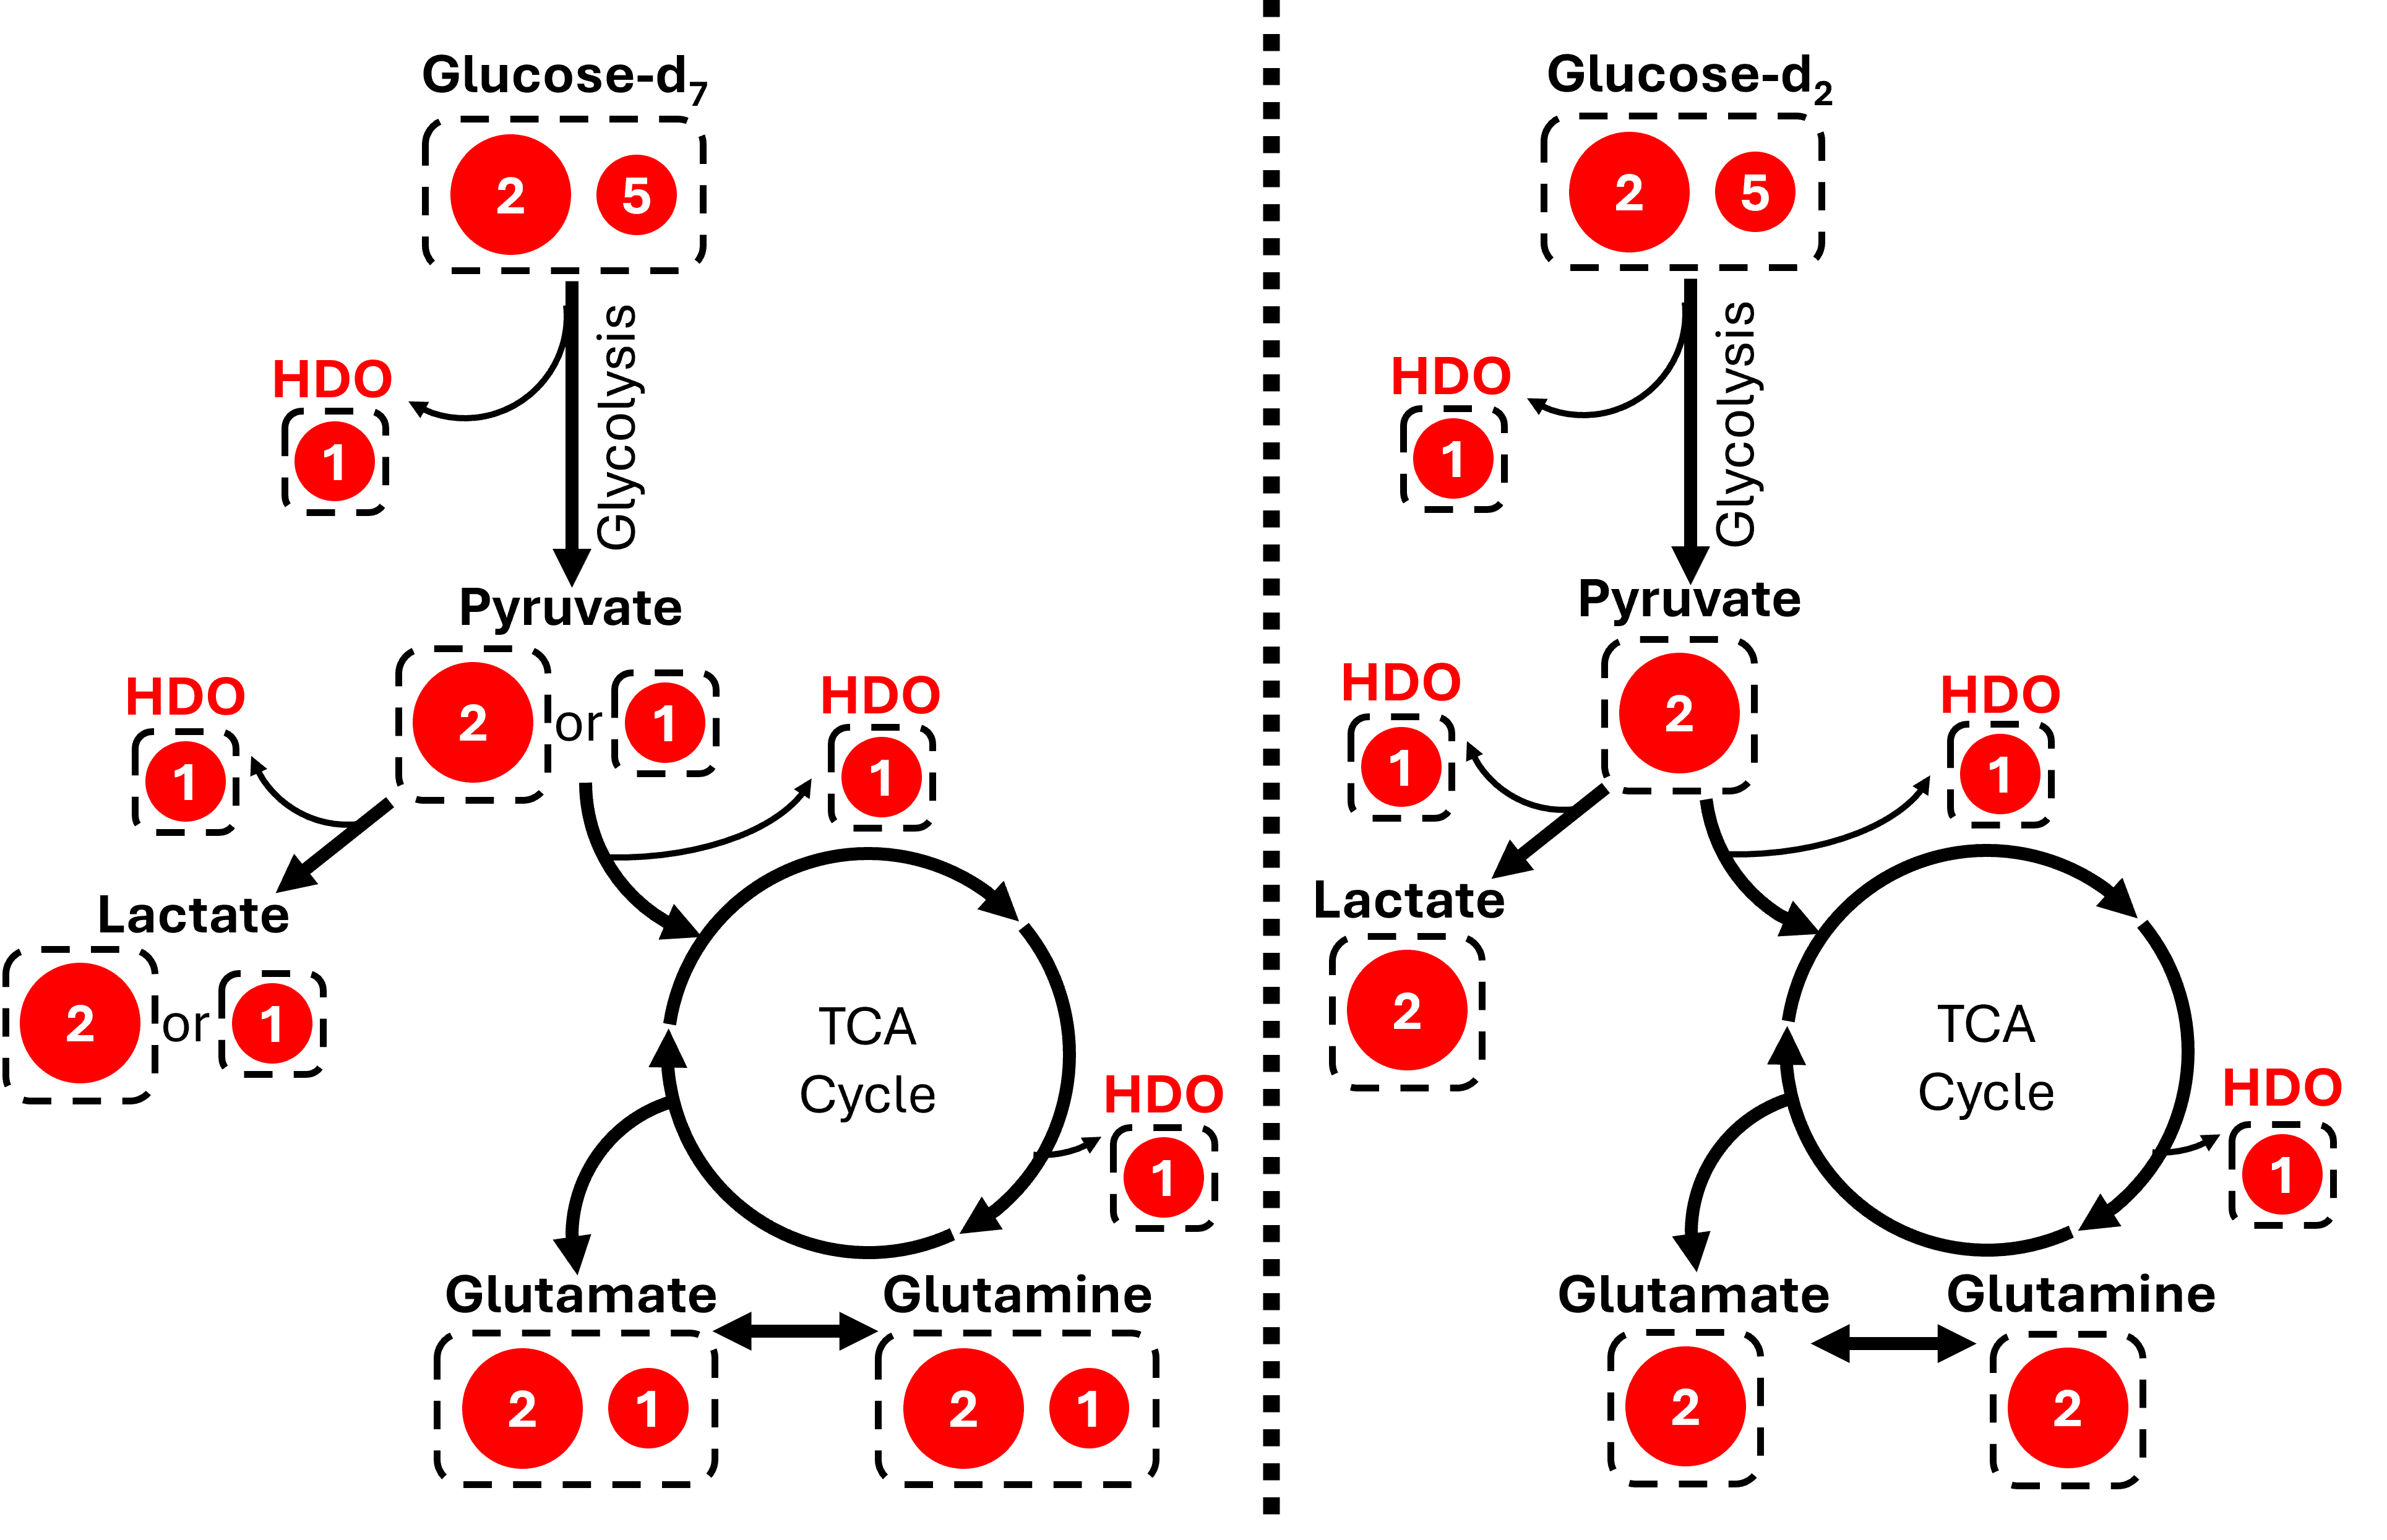 Glucose-d7
2 5
HDO
1
Glycolysis
Pyruvate
2 or 1
HDO
1
HDO
1
Lactate
2 or 1
TCA
Cycle
HDO
1
Glutamate
2 1
Glutamine
2 1
Glucose-d2
2 5
HDO
1
Glycolysis
Pyruvate
2
HDO
1
HDO
1
Lactate
2
TCA
Cycle
HDO
1
Glutamate
2
Glutamine
2